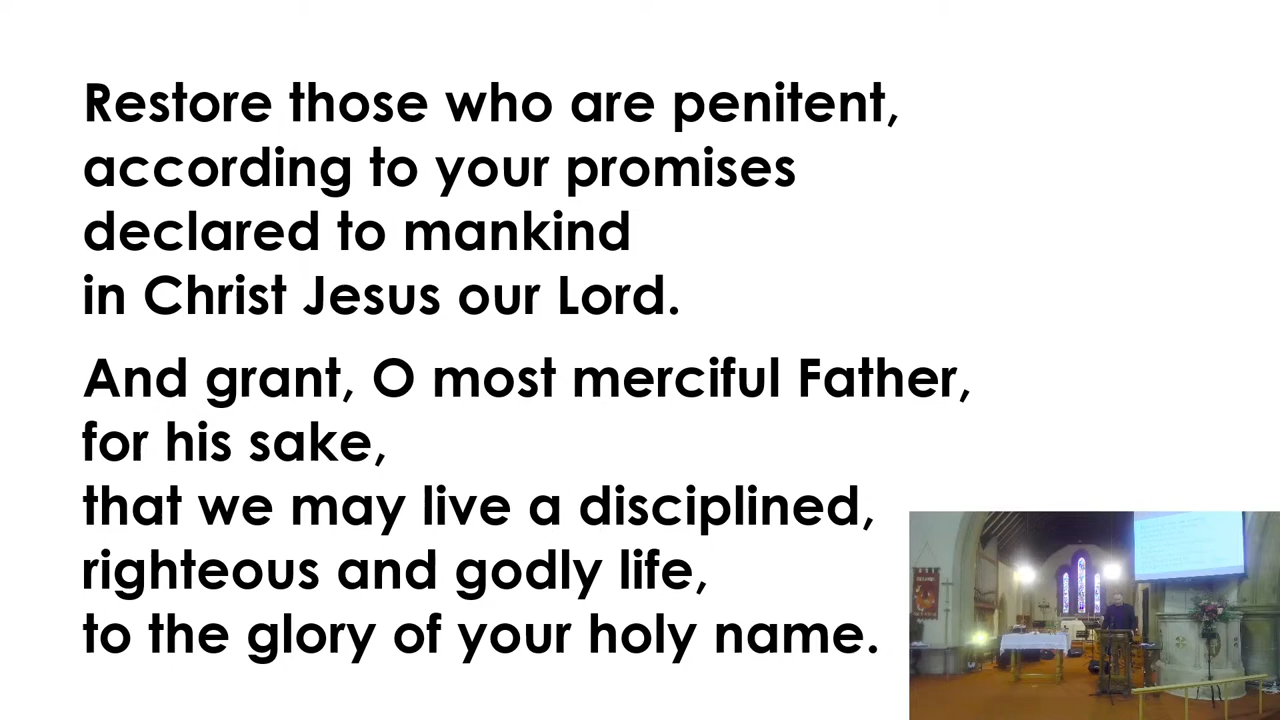 Restore those who are penitent,
according to your promises
declared to mankind
in Christ Jesus our Lord.
And grant, O most merciful Father,
for his sake,
that we may live a disciplined,
righteous and godly life,
to the glory of your holy name.